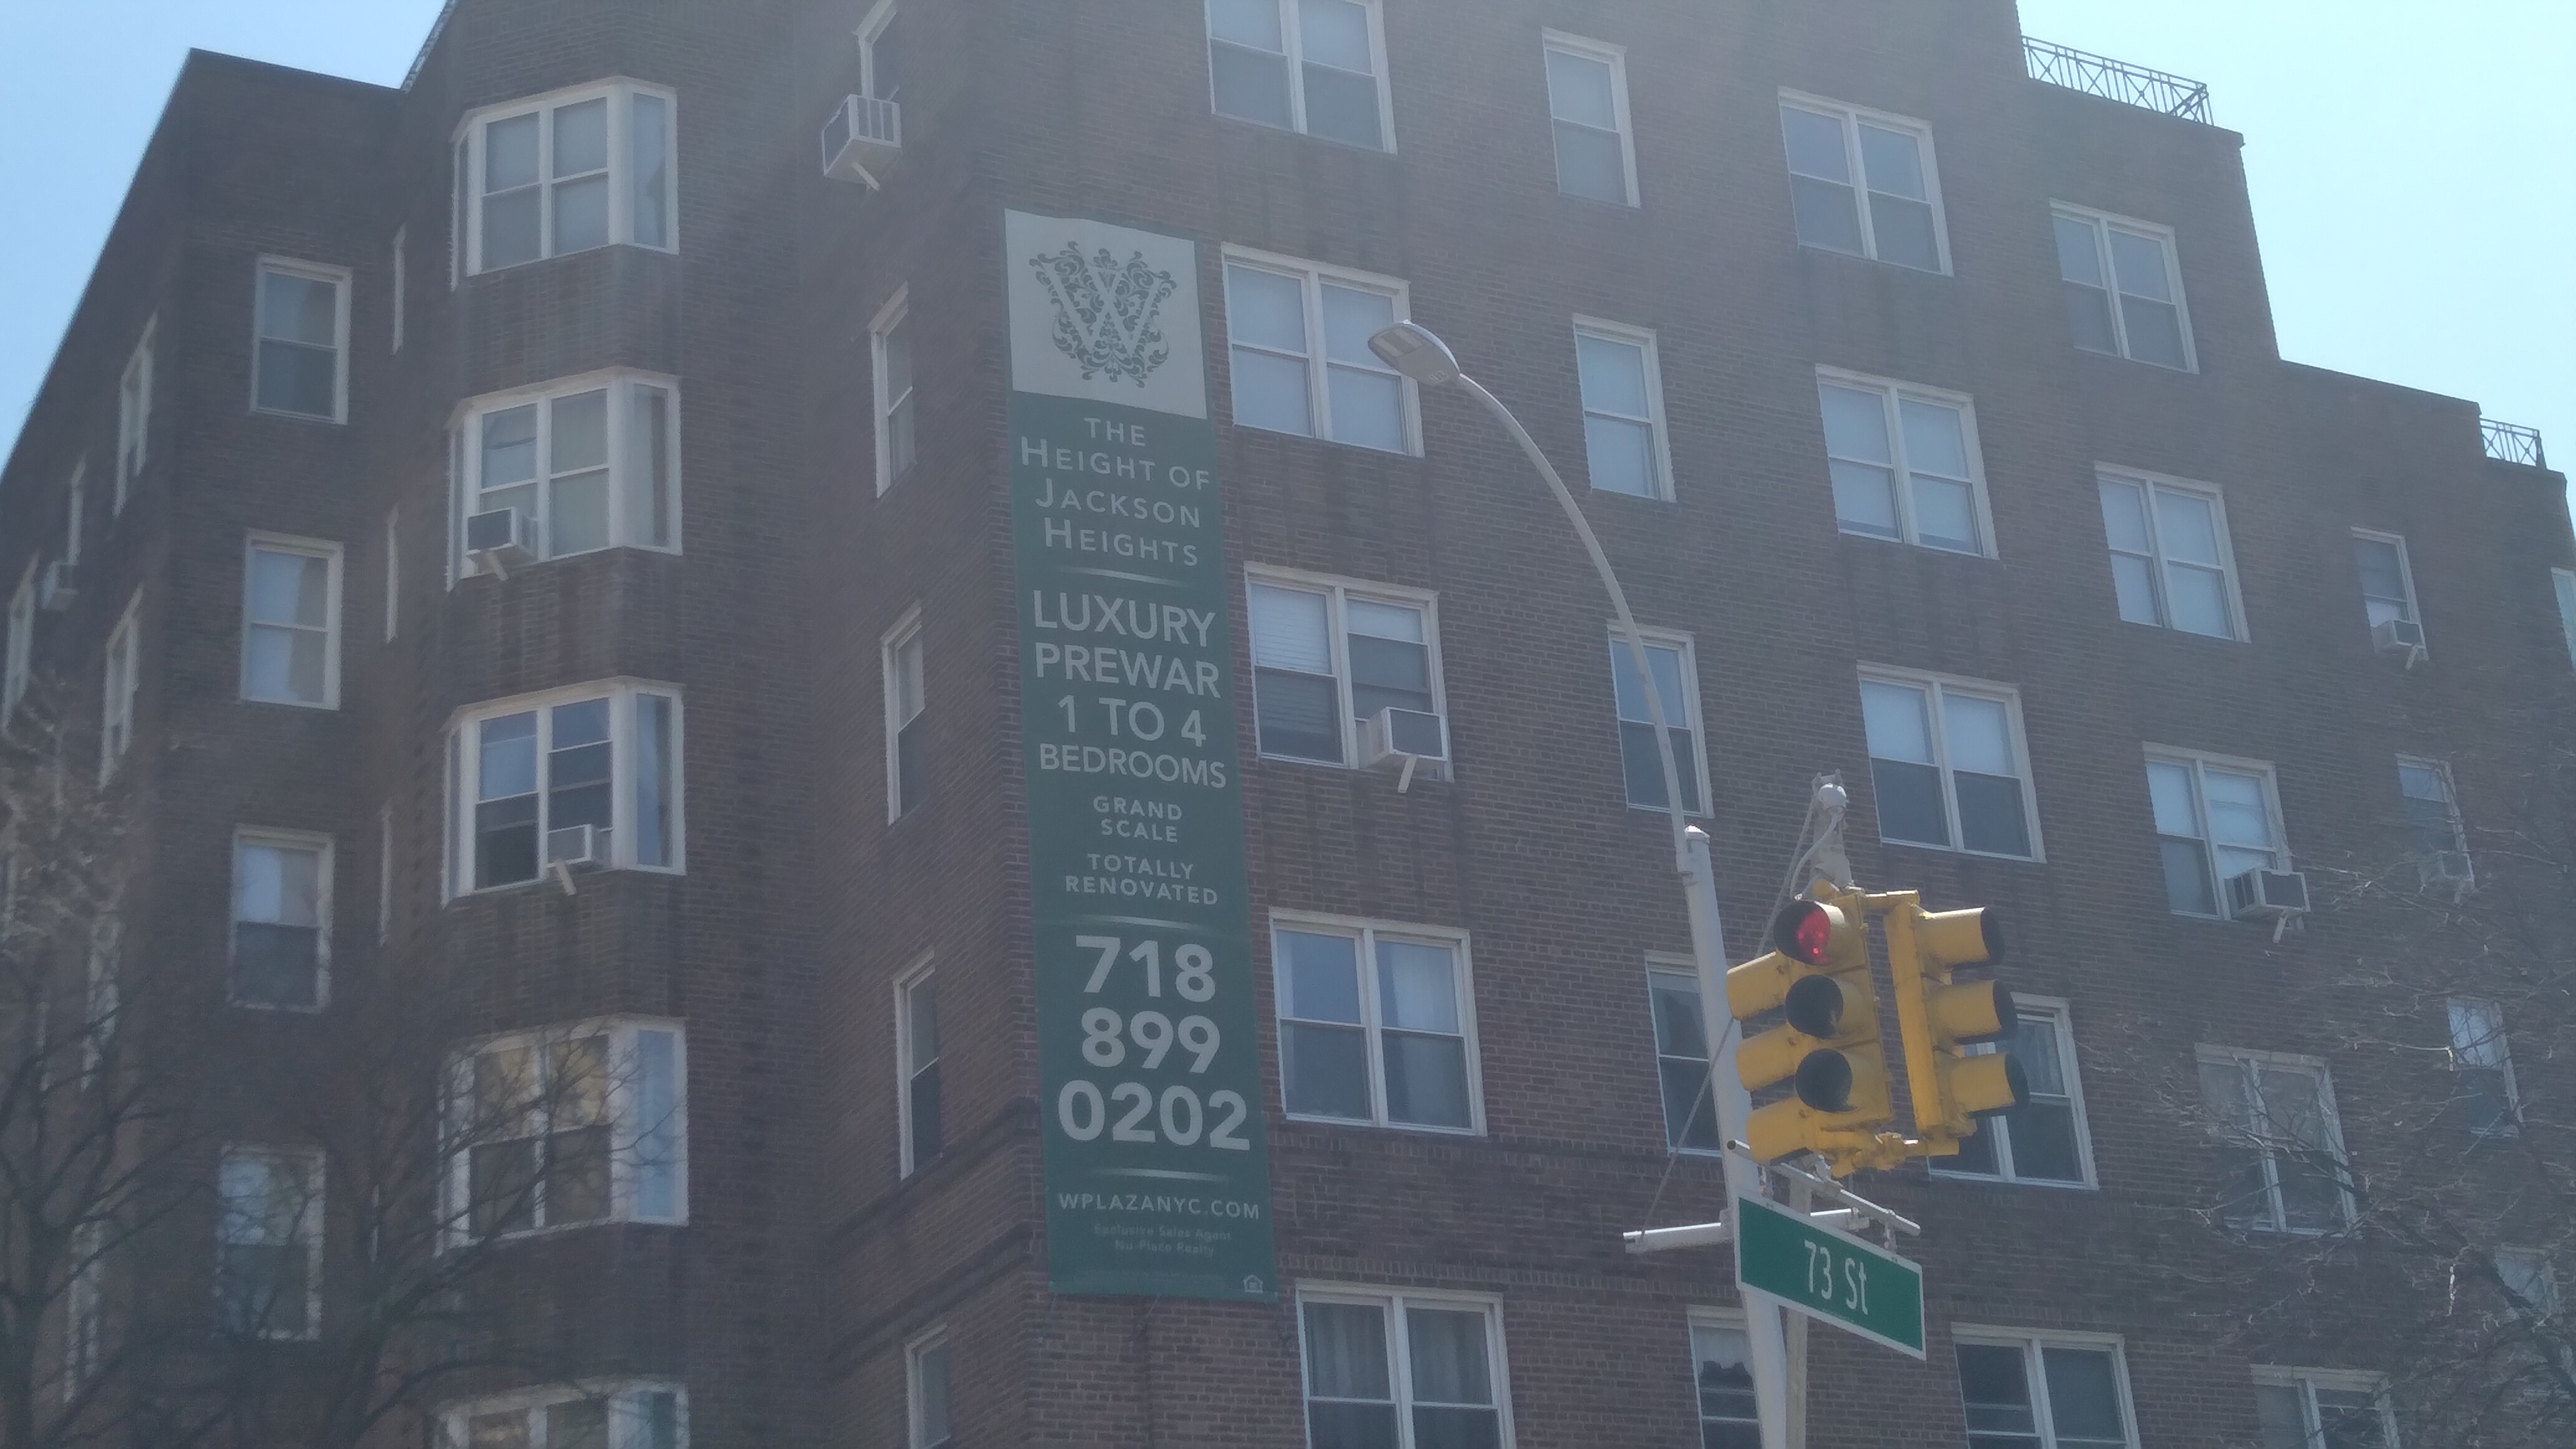 W
THE
HEIGHT OF
JACKSON
HEIGHTS
LUXURY
PREWAR
1 TO 4
BEDROOMS
GRAND
SCALE
TOTALLY
RENOVATED
718
899
0202
WPLAZANYC.COM
Exclusive Sales Agent
Nu Place Realty
73 St